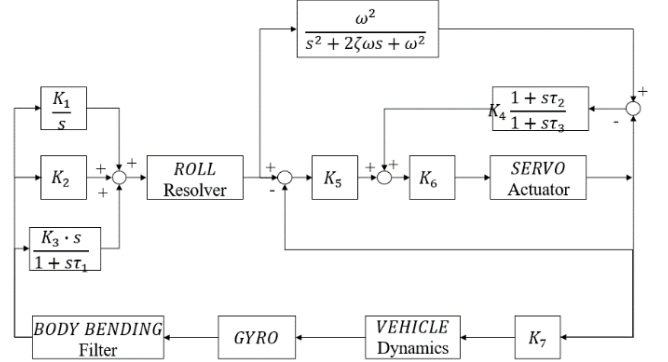 ω²
s² + 2ζωs + ω²
+
-
K₄ 1 + sτ₂
1 + sτ₃
K₁
s
K₂
K₃ · s
1 + sτ₁
+
+
+
+
ROLL
Resolver
+
-
K₅
+
+
K₆
SERVO
Actuator
BODY BENDING
Filter
GYRO
VEHICLE
Dynamics
K₇